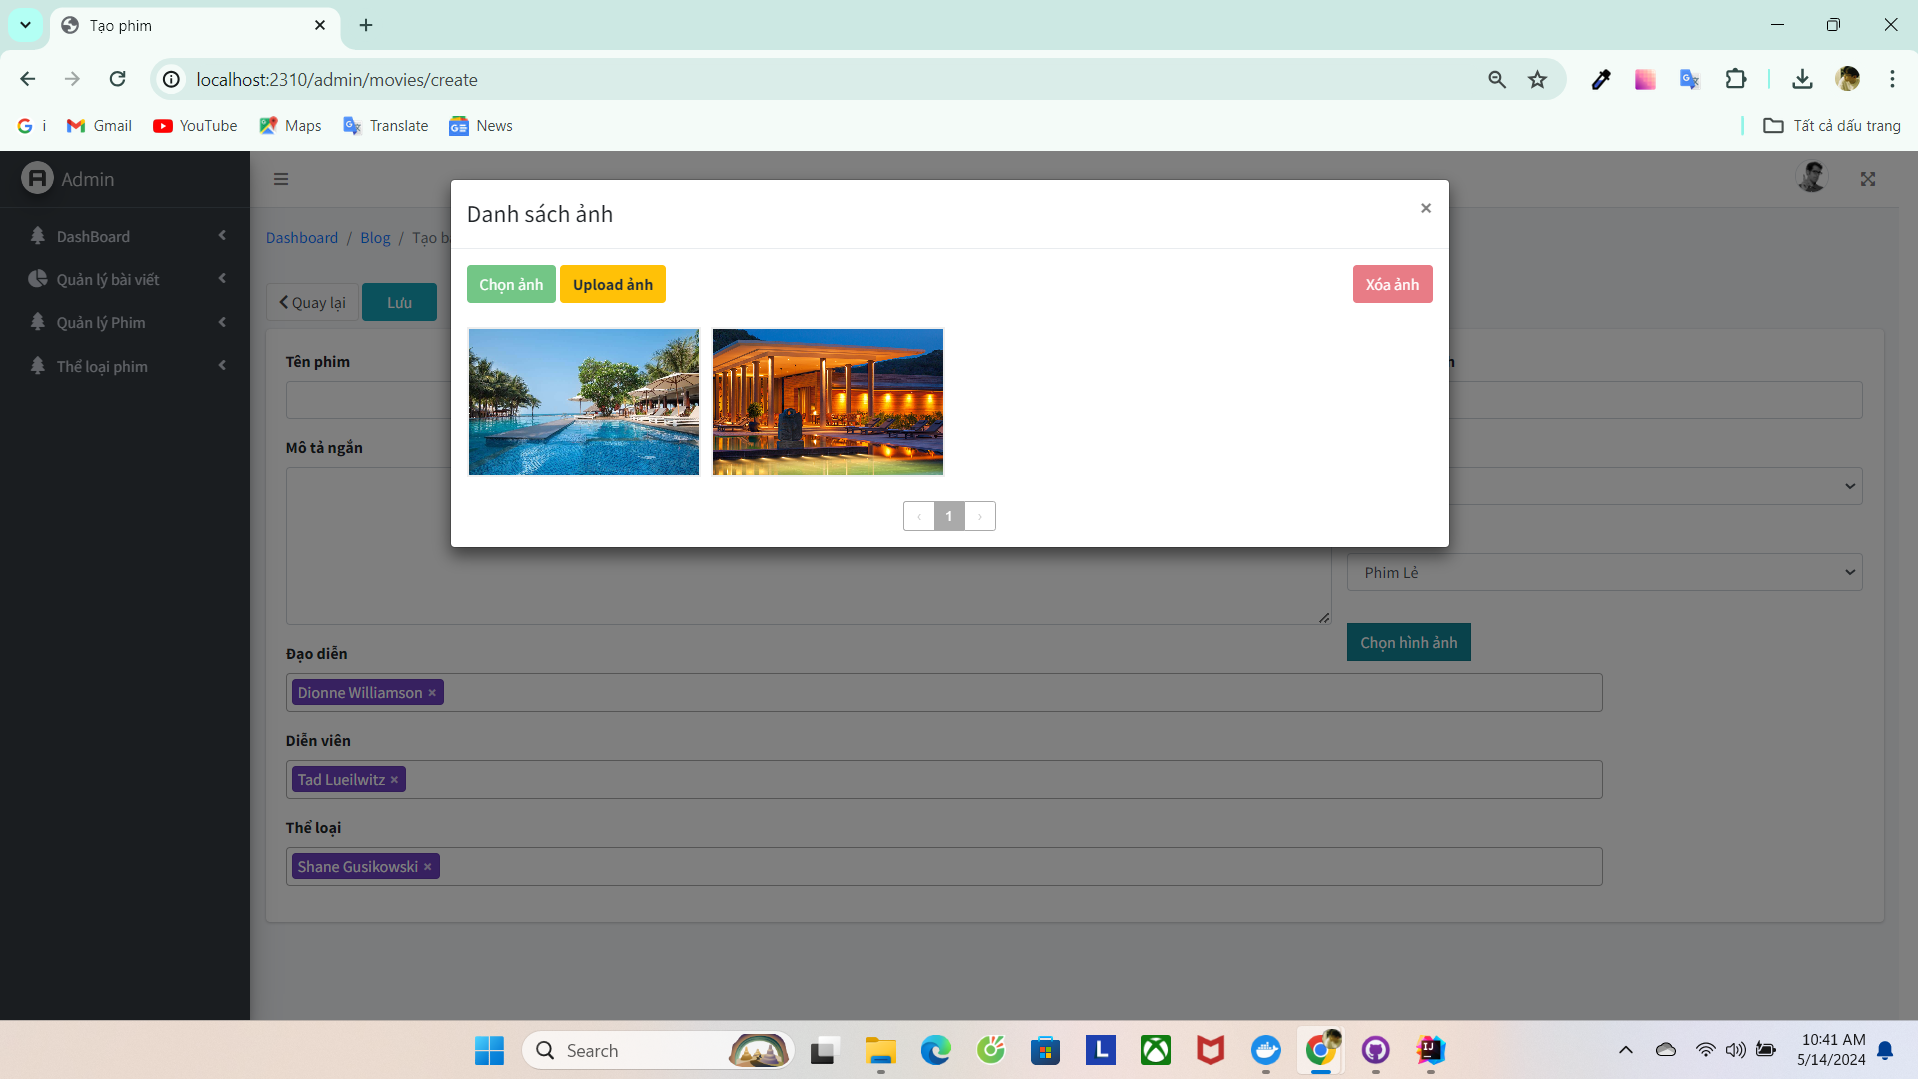 Tạo phim
localhost:2310/admin/movies/create
i
Gmail
YouTube
Maps
Translate
News
Tất cả dấu trang
Admin
DashBoard
Quản lý bài viết
Quản lý Phim
Thể loại phim
Dashboard / Blog / Tạo b
Quay lại
Lưu
Danh sách ảnh
×
Chọn ảnh
Upload ảnh
Xóa ảnh
‹ 1 ›
Tên phim
Mô tả ngắn
Phim Lẻ
Chọn hình ảnh
Đạo diễn
Dionne Williamson ×
Diễn viên
Tad Lueilwitz ×
Thể loại
Shane Gusikowski ×
Search
10:41 AM
5/14/2024